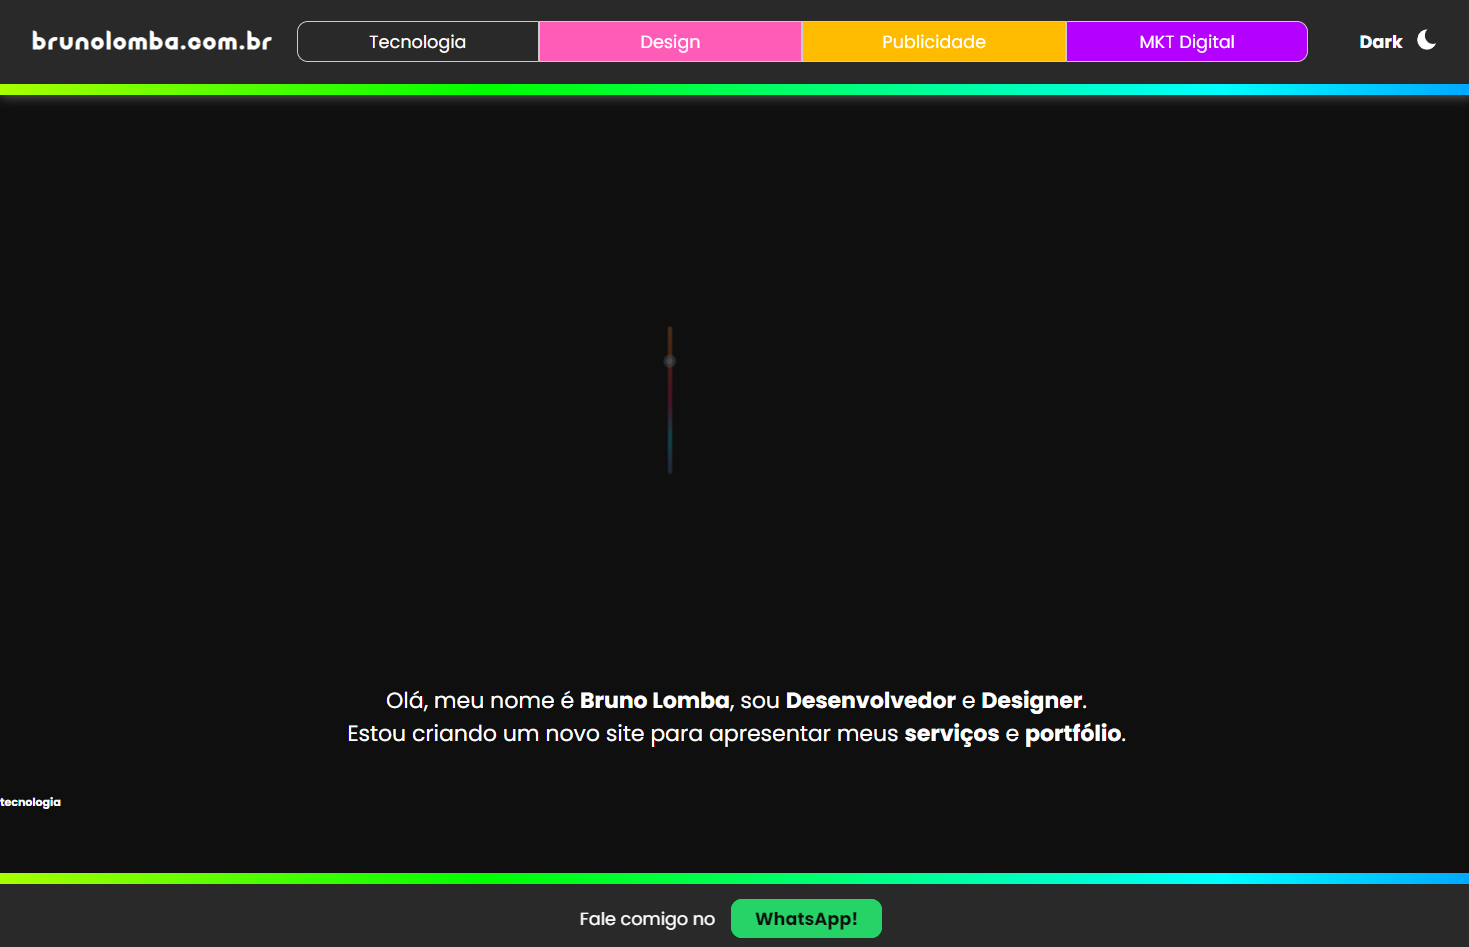 brunolomba.com.br
Tecnologia
Design
Publicidade
MKT Digital
Dark
Olá, meu nome é Bruno Lomba, sou Desenvolvedor e Designer.
Estou criando um novo site para apresentar meus serviços e portfólio.
tecnologia
Fale comigo no
WhatsApp!